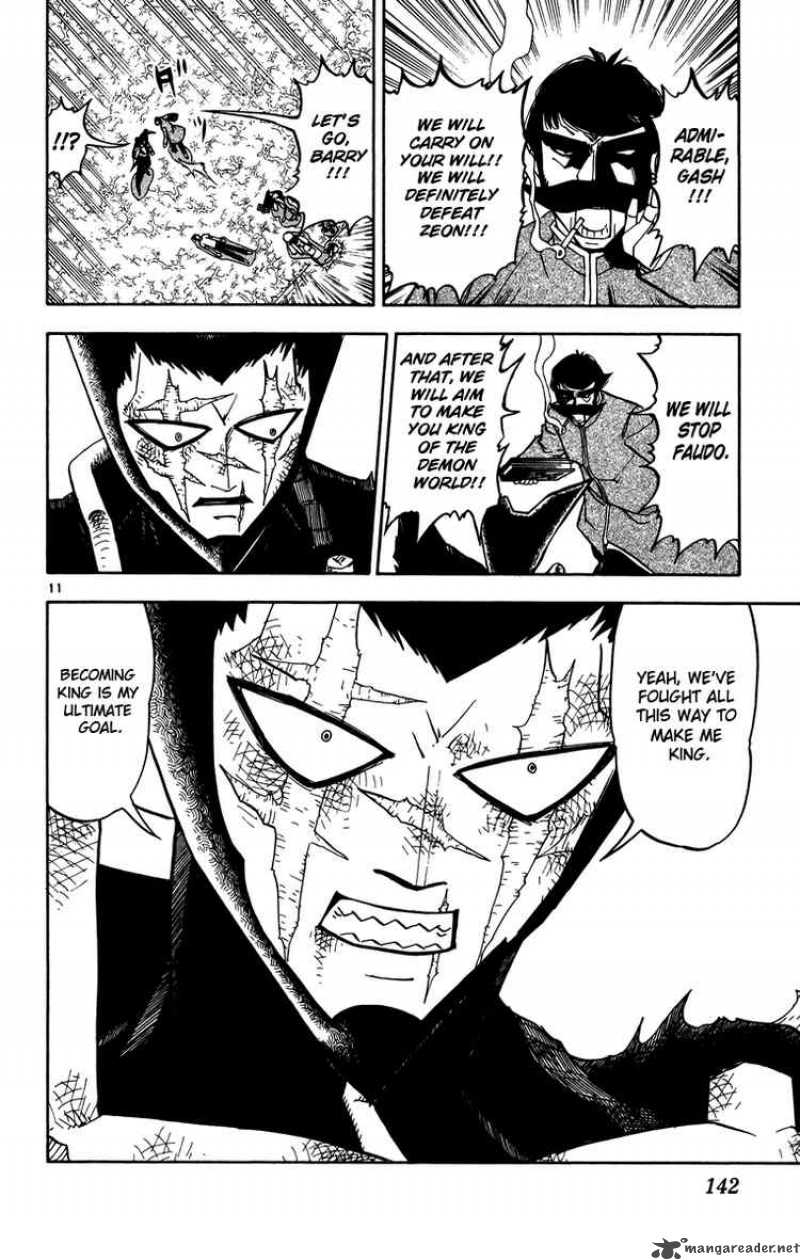 ADMI-
RABLE,
GASH
!!!
WE WILL
CARRY ON
YOUR WILL!!
WE WILL
DEFINITELY
DEFEAT
ZEON!!!
LET'S
GO,
BARRY
!!!
!!?
WE WILL
STOP
FAUDO.
AND AFTER
THAT, WE
WILL AIM
TO MAKE
YOU KING
OF THE
DEMON
WORLD!!
11
YEAH, WE'VE
FOUGHT ALL
THIS WAY TO
MAKE ME
KING.
BECOMING
KING IS MY
ULTIMATE
GOAL.
142
mangareader.net